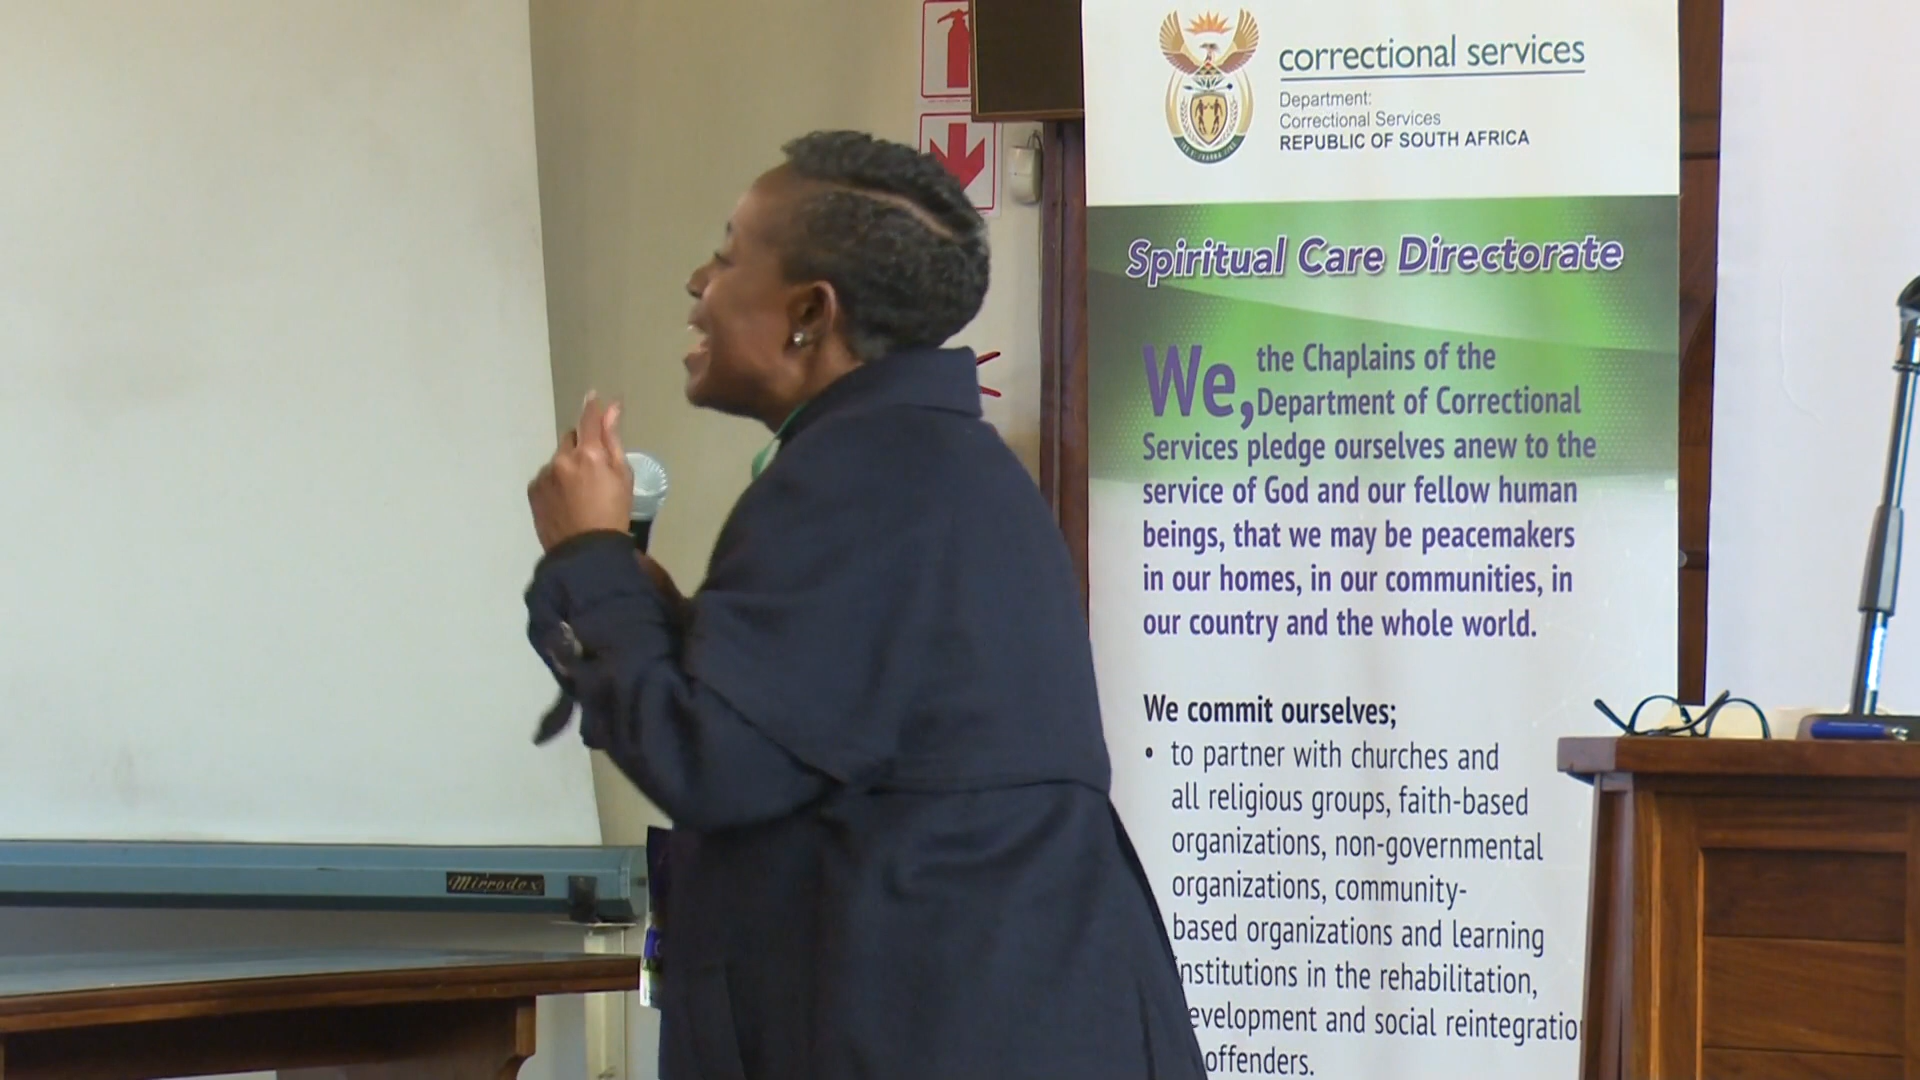 correctional services
Department:
Correctional Services
REPUBLIC OF SOUTH AFRICA
Spiritual Care Directorate
We, the Chaplains of the
Department of Correctional
Services pledge ourselves anew to the
service of God and our fellow human
beings, that we may be peacemakers
in our homes, in our communities, in
our country and the whole world.
We commit ourselves;
• to partner with churches and
all religious groups, faith-based
organizations, non-governmental
organizations, community-
based organizations and learning
nstitutions in the rehabilitation,
evelopment and social reintegratio
offenders.
Microdex